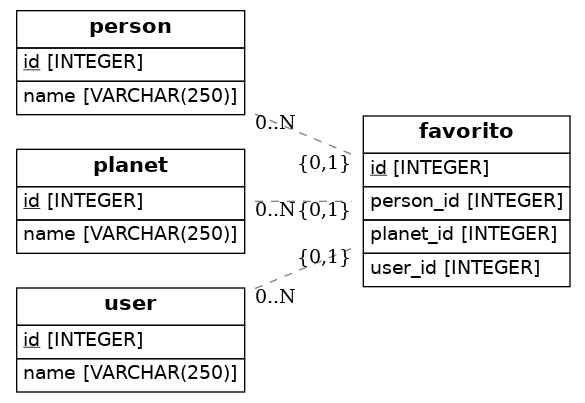 person
id [INTEGER]
name [VARCHAR(250)]
0..N
{0,1}
planet
id [INTEGER]
name [VARCHAR(250)]
0..N
{0,1}
user
id [INTEGER]
name [VARCHAR(250)]
0..N
{0,1}
favorito
id [INTEGER]
person_id [INTEGER]
planet_id [INTEGER]
user_id [INTEGER]